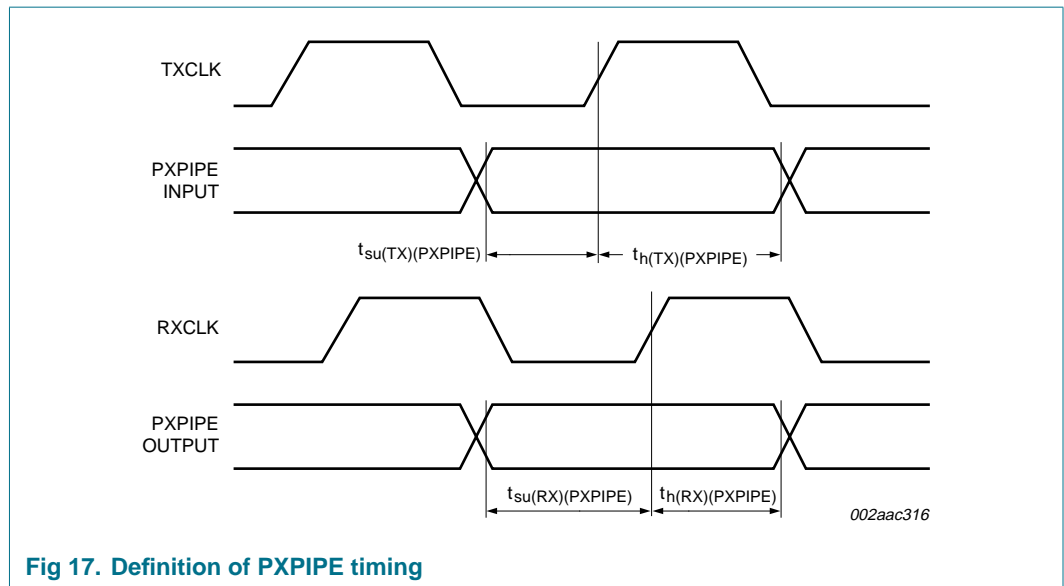 TXCLK
PXPIPE
INPUT
tsu(TX)(PXPIPE) th(TX)(PXPIPE)
RXCLK
PXPIPE
OUTPUT
tsu(RX)(PXPIPE) th(RX)(PXPIPE)
002aac316
Fig 17. Definition of PXPIPE timing